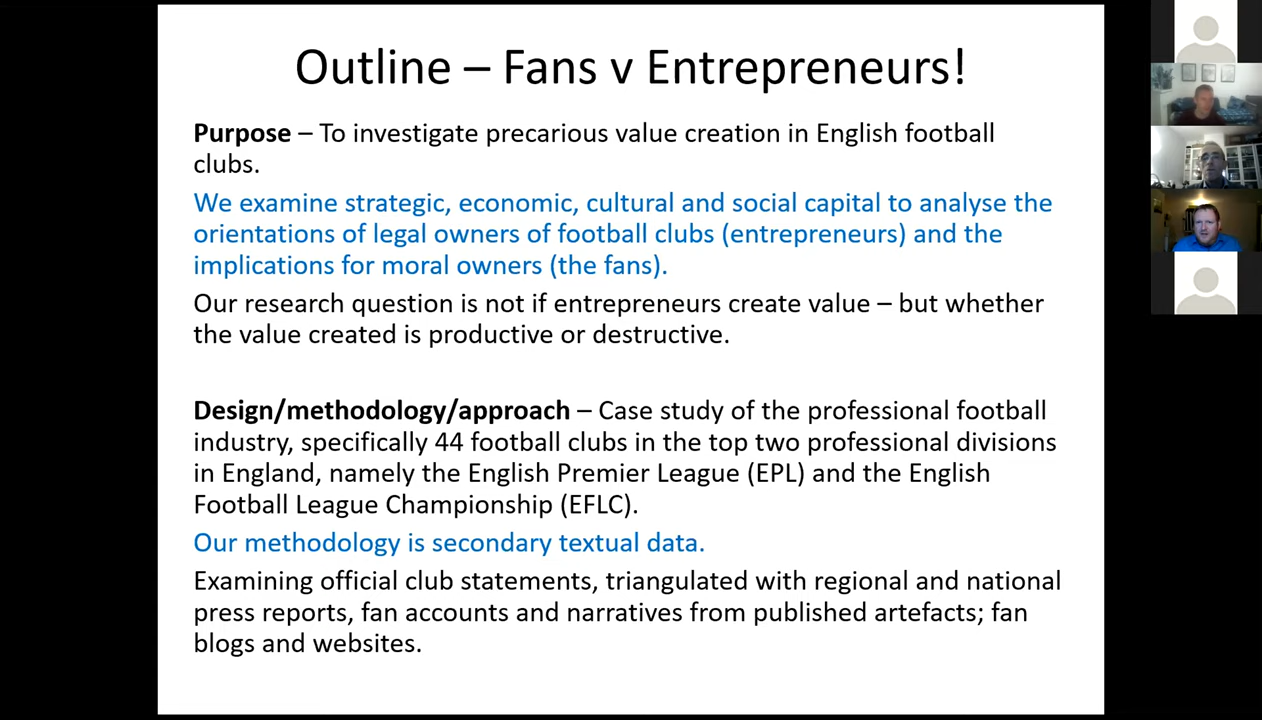 Outline – Fans v Entrepreneurs!
Purpose – To investigate precarious value creation in English football
clubs.
We examine strategic, economic, cultural and social capital to analyse the
orientations of legal owners of football clubs (entrepreneurs) and the
implications for moral owners (the fans).
Our research question is not if entrepreneurs create value – but whether
the value created is productive or destructive.
Design/methodology/approach – Case study of the professional football
industry, specifically 44 football clubs in the top two professional divisions
in England, namely the English Premier League (EPL) and the English
Football League Championship (EFLC).
Our methodology is secondary textual data.
Examining official club statements, triangulated with regional and national
press reports, fan accounts and narratives from published artefacts; fan
blogs and websites.